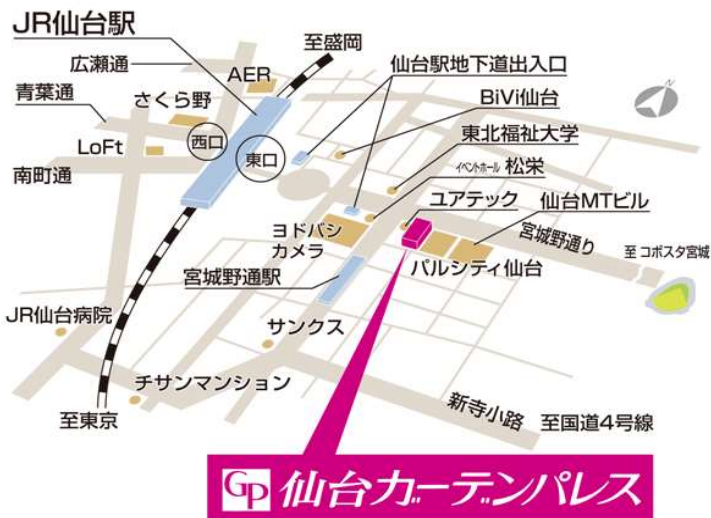 JR仙台駅
至盛岡
広瀬通
AER
仙台駅地下道出入口
N
青葉通
さくら野
BiVi仙台
西口
東口
東北福祉大学
LoFt
イベントホール 松栄
南町通
ユアテック
仙台MTビル
ヨドバシ
カメラ
宮城野通り
至 コボスタ宮城
宮城野通駅
パルシティ仙台
JR仙台病院
サンクス
チサンマンション
新寺小路
至国道4号線
至東京
GP 仙台ガーデンパレス